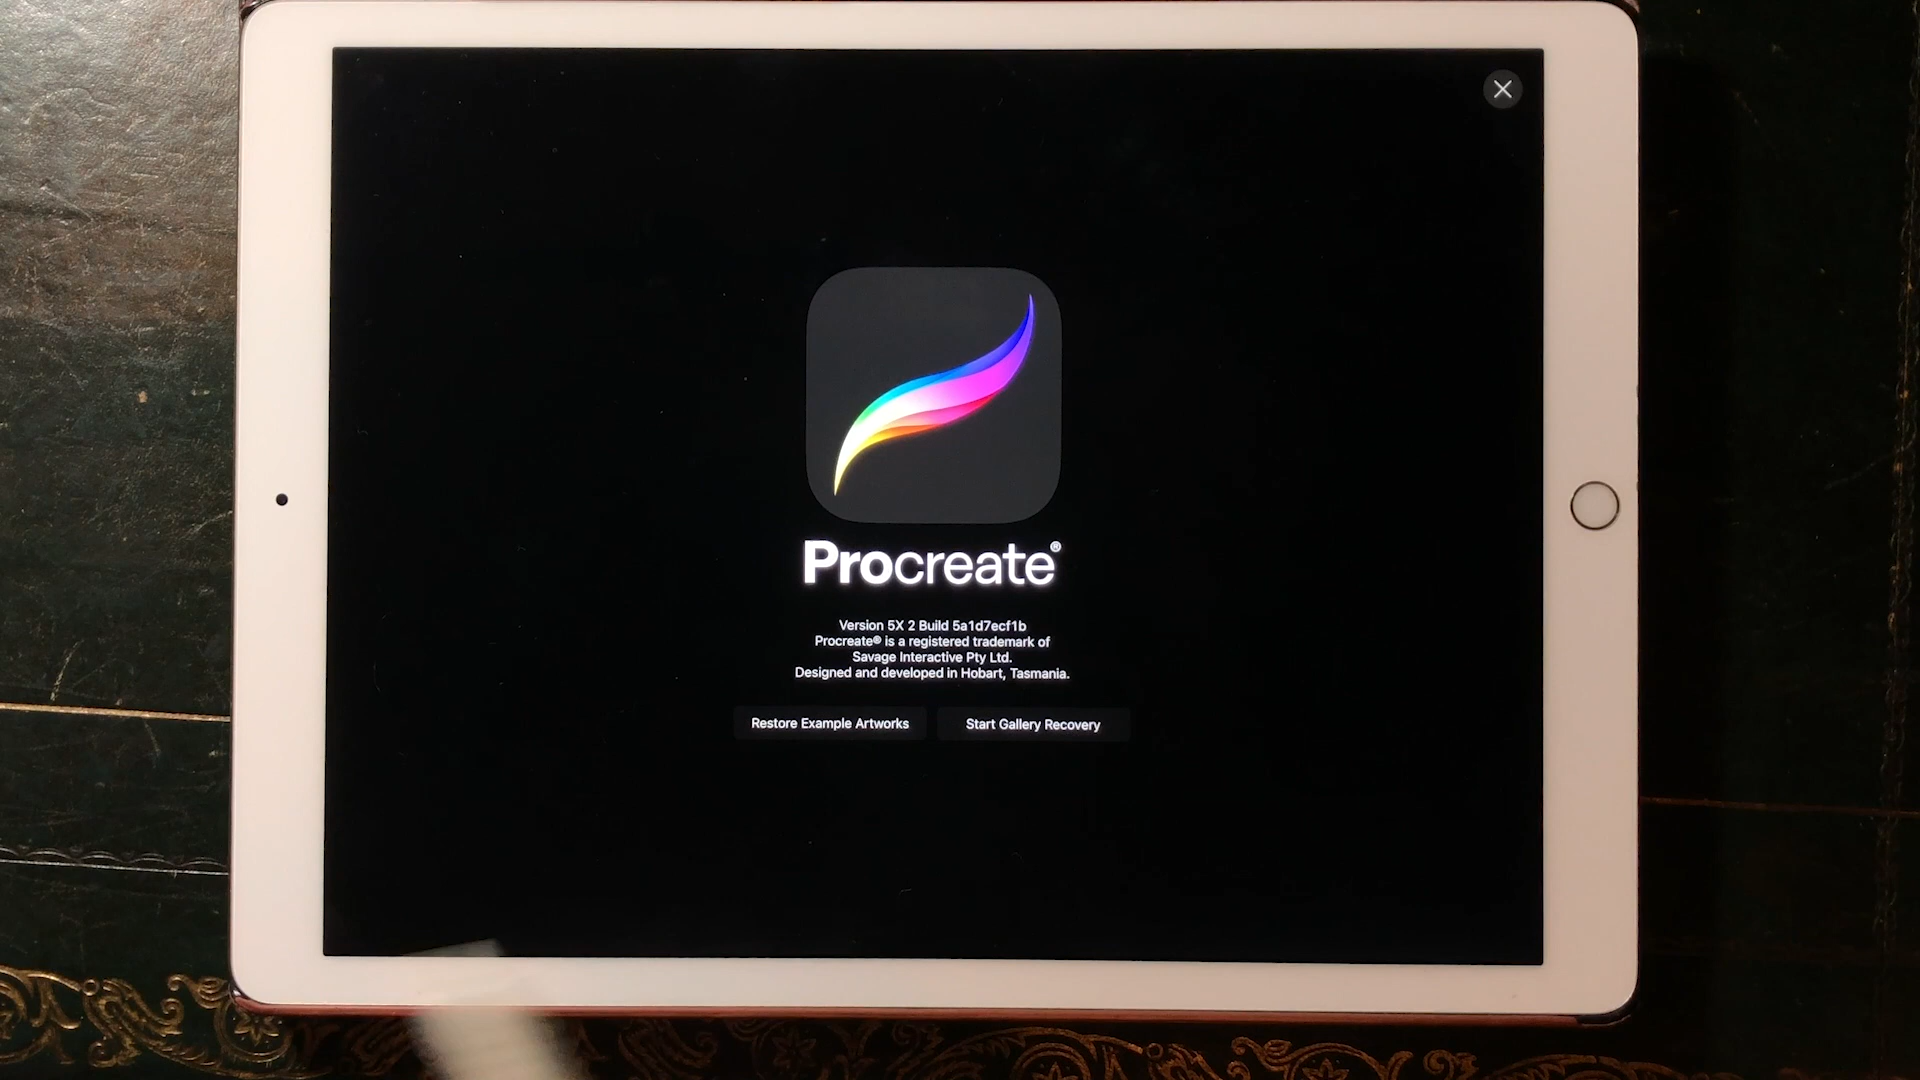 Procreate®
Version 5X 2 Build 5a1d7ecf1b
Procreate® is a registered trademark of
Savage Interactive Pty Ltd.
Designed and developed in Hobart, Tasmania.
Restore Example Artworks
Start Gallery Recovery